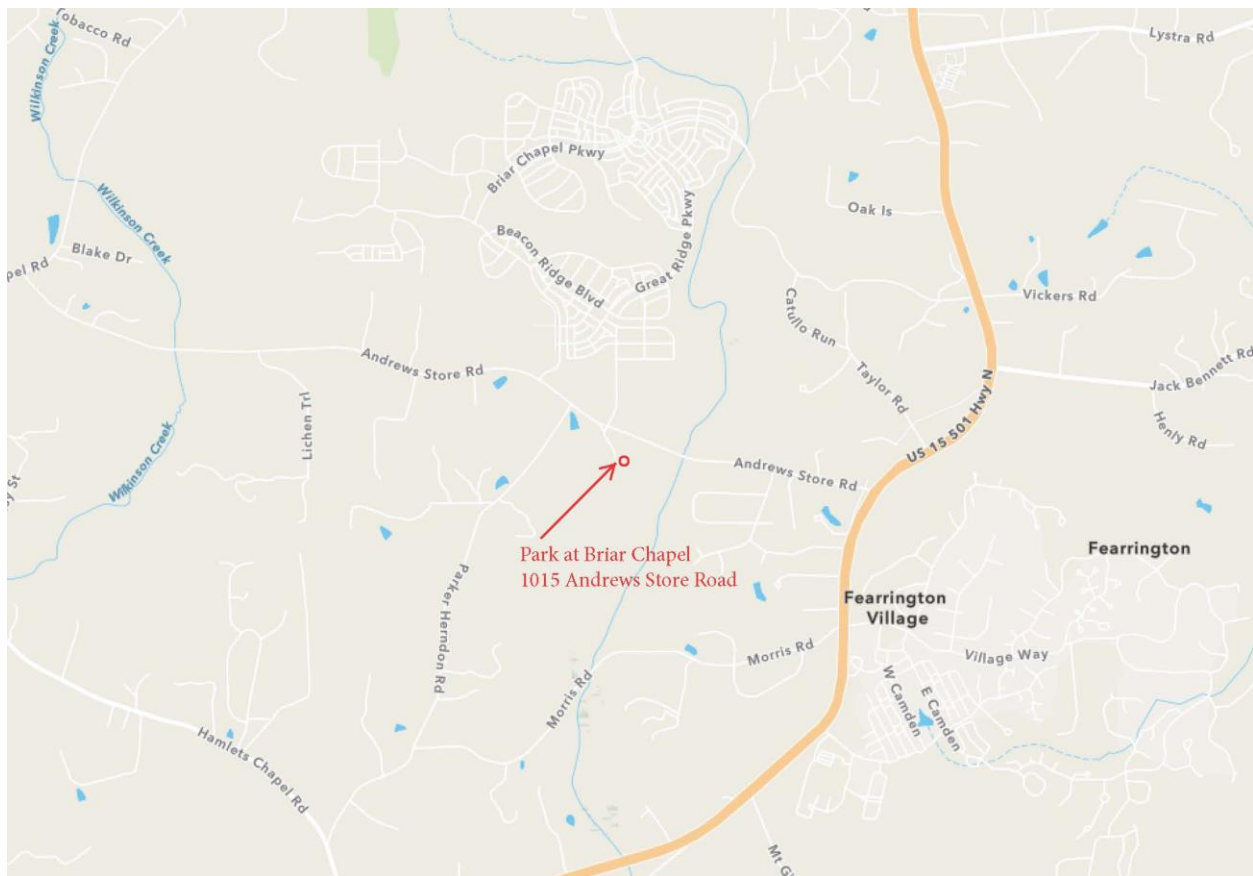 Tobacco Rd
Lystra Rd
Wilkinson Creek
Briar Chapel Pkwy
Wilkinson Creek
Oak Is
Great Ridge Pkwy
Beacon Ridge Blvd
Blake Dr
pel Rd
Vickers Rd
Catullo Run
Andrews Store Rd
Taylor Rd
Jack Bennett Rd
US 15 501 Hwy N
Henly Rd
Lichen Trl
Wilkinson Creek
Andrews Store Rd
Park at Briar Chapel
1015 Andrews Store Road
Fearrington
Parker Herndon Rd
Fearrington
Village
Morris Rd
Village Way
Morris Rd
W Camden
E Camden
Hamlets Chapel Rd